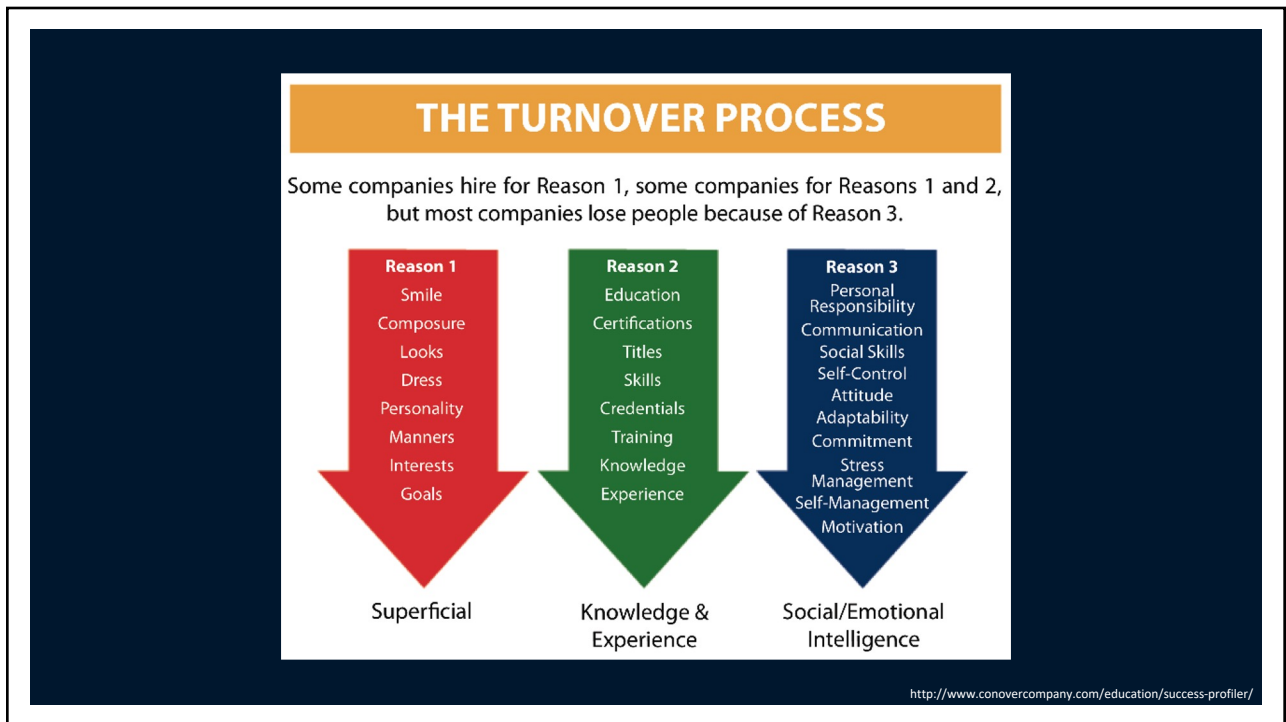 THE TURNOVER PROCESS
Some companies hire for Reason 1, some companies for Reasons 1 and 2,
but most companies lose people because of Reason 3.
Reason 1
Smile
Composure
Looks
Dress
Personality
Manners
Interests
Goals
Superficial
Reason 2
Education
Certifications
Titles
Skills
Credentials
Training
Knowledge
Experience
Knowledge &
Experience
Reason 3
Personal
Responsibility
Communication
Social Skills
Self-Control
Attitude
Adaptability
Commitment
Stress
Management
Self-Management
Motivation
Social/Emotional
Intelligence
http://www.conovercompany.com/education/success-profiler/